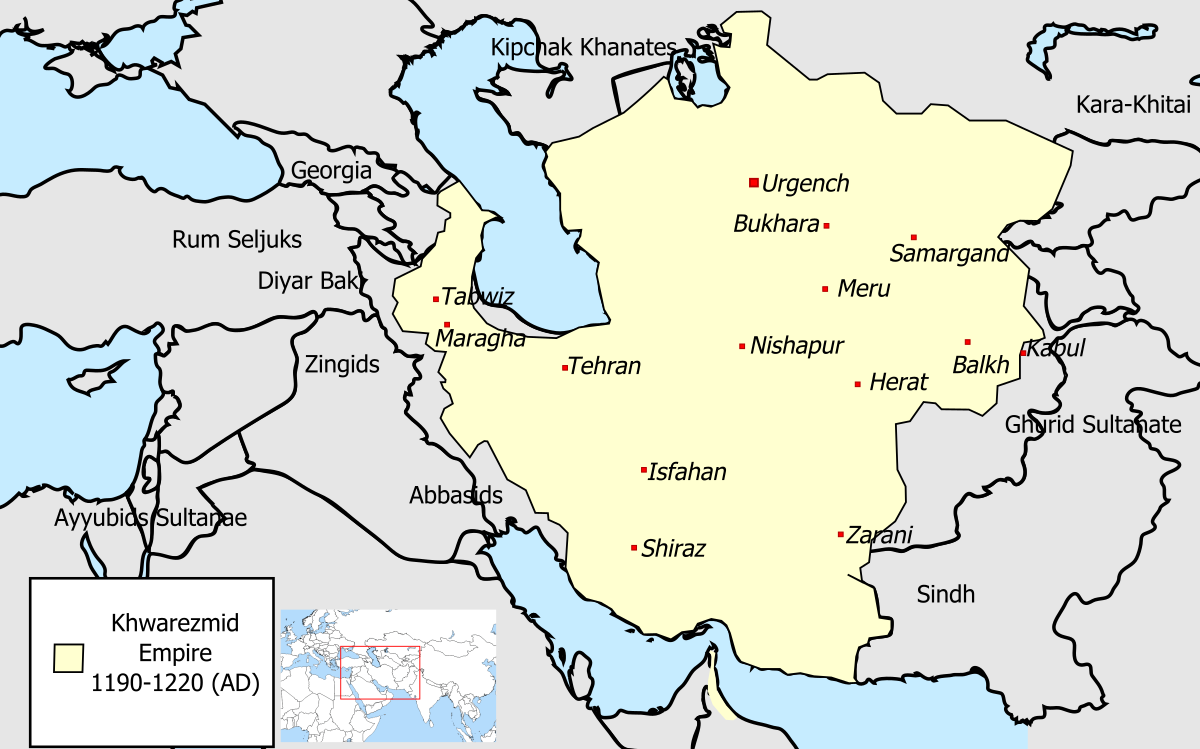 Kipchak Khanates
Kara-Khitai
Georgia
Urgench
Bukhara
Rum Seljuks
Samargand
Diyar Bak
Meru
Tabwiz
Maragha
Nishapur
Kabul
Zingids
Tehran
Balkh
Herat
Ghurid Sultanate
Isfahan
Abbasids
Ayyubids Sultanae
Zarani
Shiraz
Sindh
Khwarezmid
Empire
1190-1220 (AD)